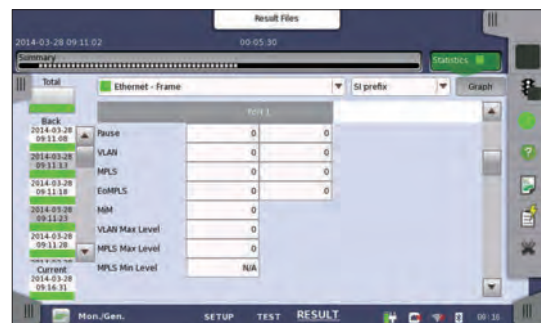 Result Files
2014-03-28 09:11:02 00-05:30
Summary Statistics
Total Ethernet - Frame SI prefix Graph
Port 1
Back
2014-03-28
09:11:08
Pause 0 0
2014-03-28
09:11:13
VLAN 0 0
MPLS 0 0
2014-03-28
09:11:18
EoMPLS 0 0
2014-03-28
09:11:23
MiM 0
VLAN Max Level 0
2014-03-28
09:11:28
MPLS Max Level 0
Current
2014-03-28
09:16:31
MPLS Min Level N/A
Mon./Gen. SETUP TEST RESULT 09:16